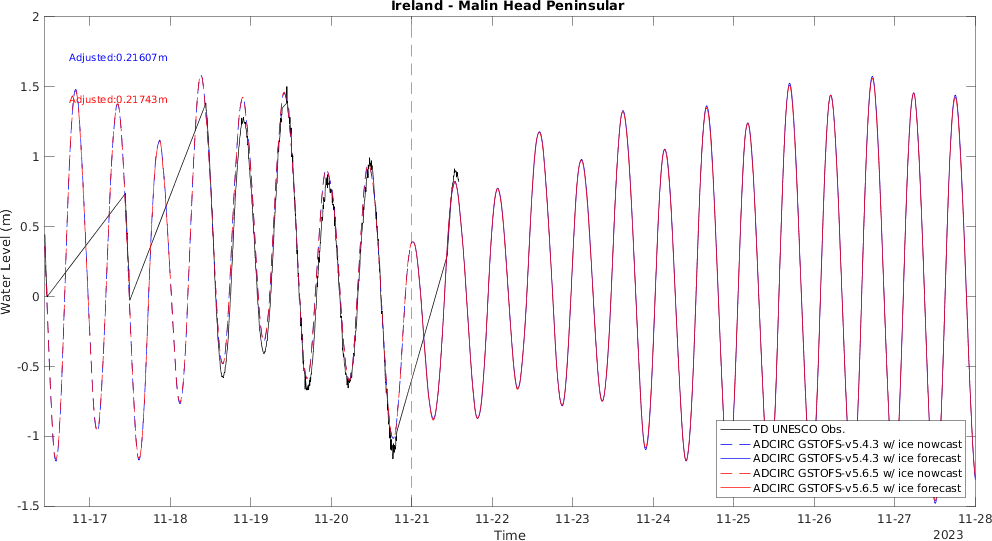 Ireland - Malin Head Peninsular
2
1.5
1
0.5
0
-0.5
-1
-1.5
Water Level (m)
Adjusted:0.21607m
Adjusted:0.21743m
TD UNESCO Obs.
ADCIRC GSTOFS-v5.4.3 w/ ice nowcast
ADCIRC GSTOFS-v5.4.3 w/ ice forecast
ADCIRC GSTOFS-v5.6.5 w/ ice nowcast
ADCIRC GSTOFS-v5.6.5 w/ ice forecast
11-17 11-18 11-19 11-20 11-21 11-22 11-23 11-24 11-25 11-26 11-27 11-28
Time
2023